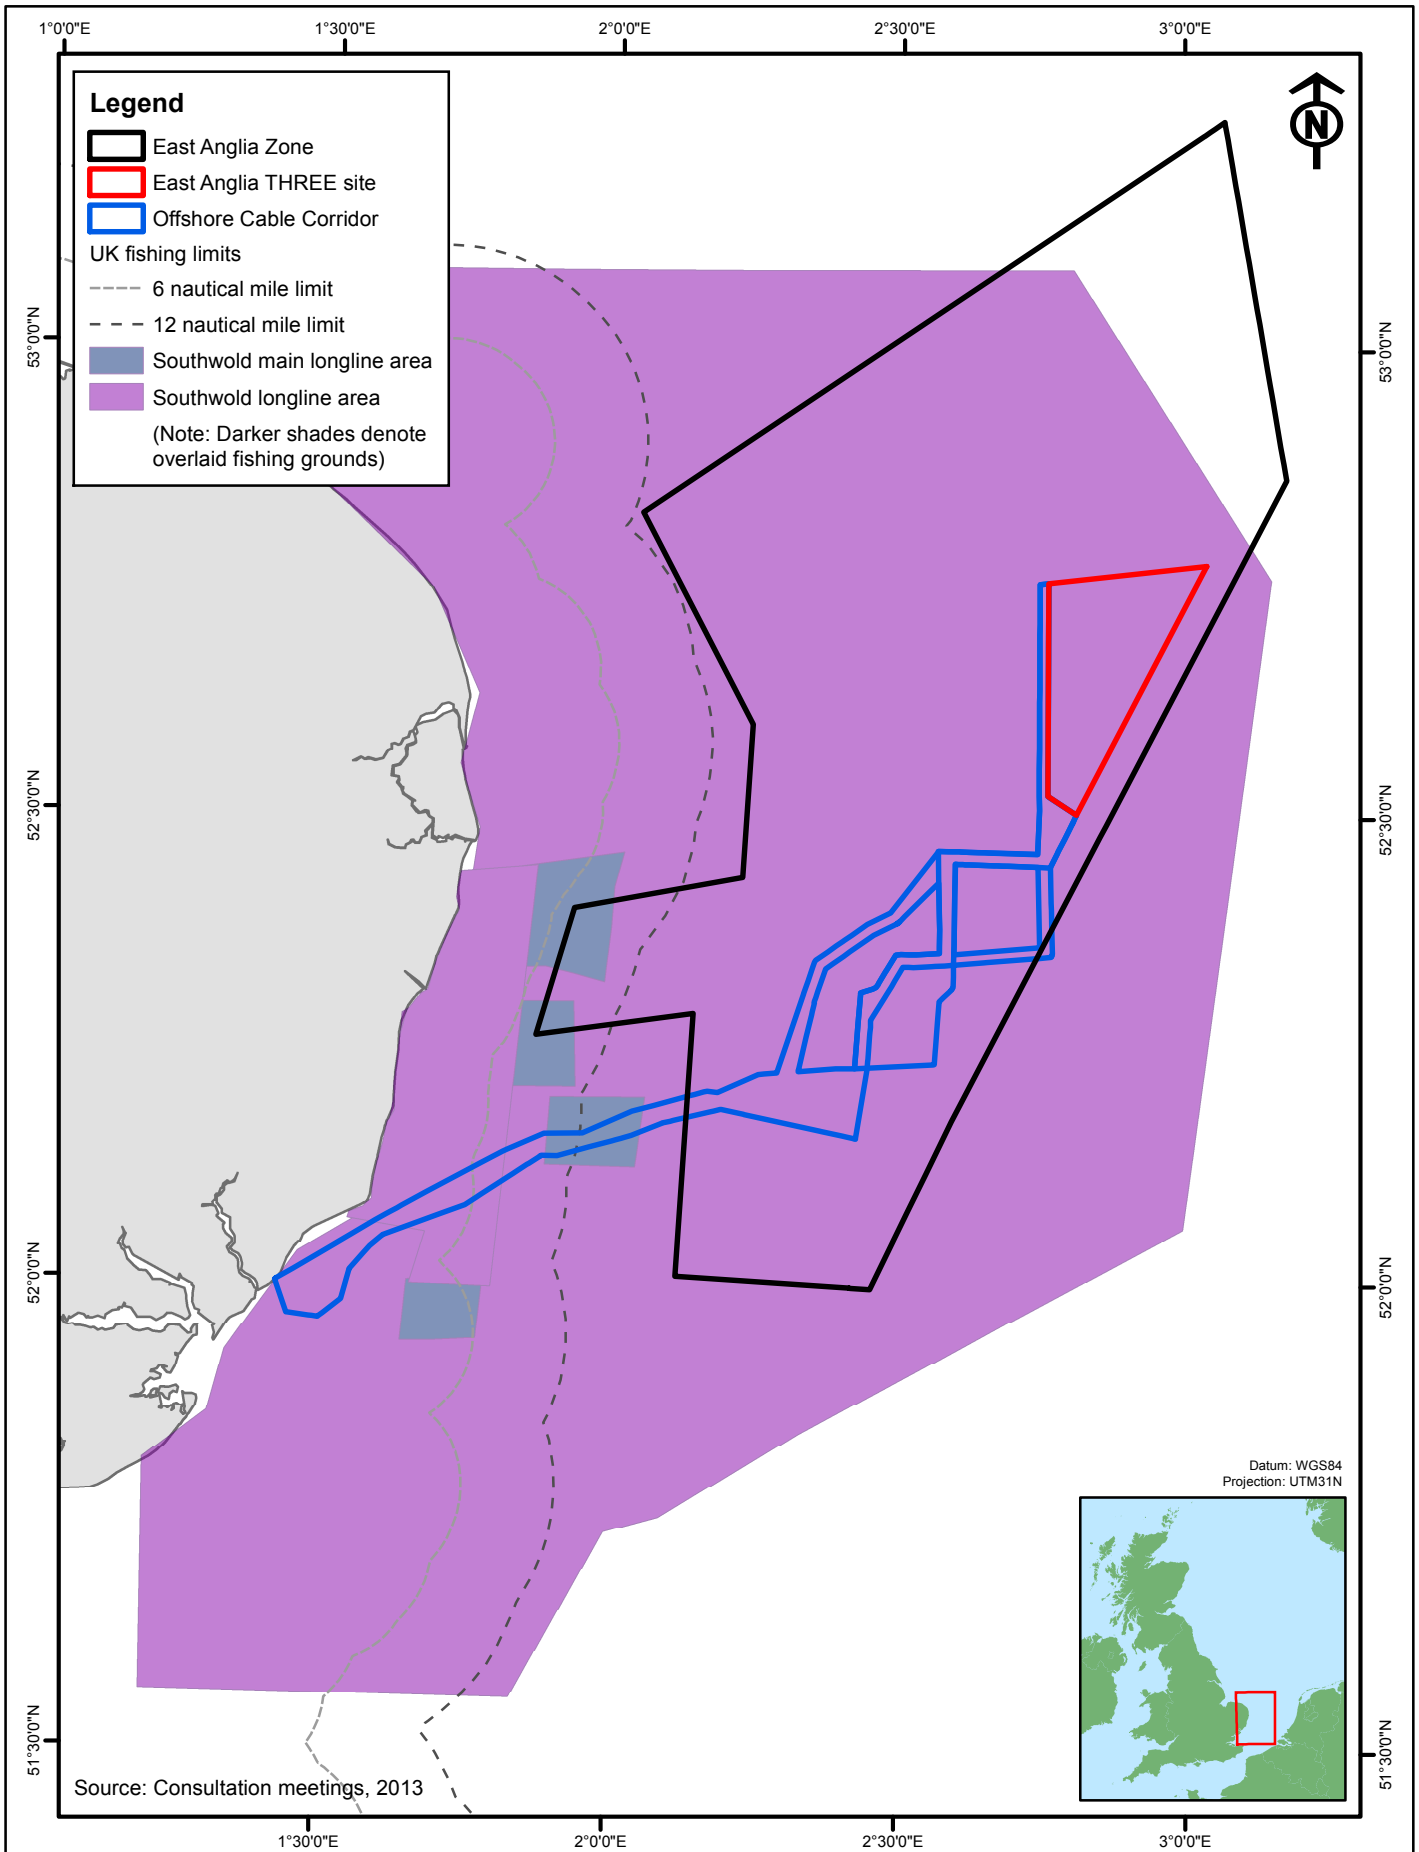 1°0'0"E
1°30'0"E
2°0'0"E
2°30'0"E
3°0'0"E
Legend
East Anglia Zone
East Anglia THREE site
Offshore Cable Corridor
UK fishing limits
6 nautical mile limit
12 nautical mile limit
Southwold main longline area
Southwold longline area
(Note: Darker shades denote
overlaid fishing grounds)
N
53°0'0"N
53°0'0"N
52°30'0"N
52°30'0"N
52°0'0"N
52°0'0"N
Datum: WGS84
Projection: UTM31N
51°30'0"N
51°30'0"N
Source: Consultation meetings, 2013
1°30'0"E
2°0'0"E
2°30'0"E
3°0'0"E